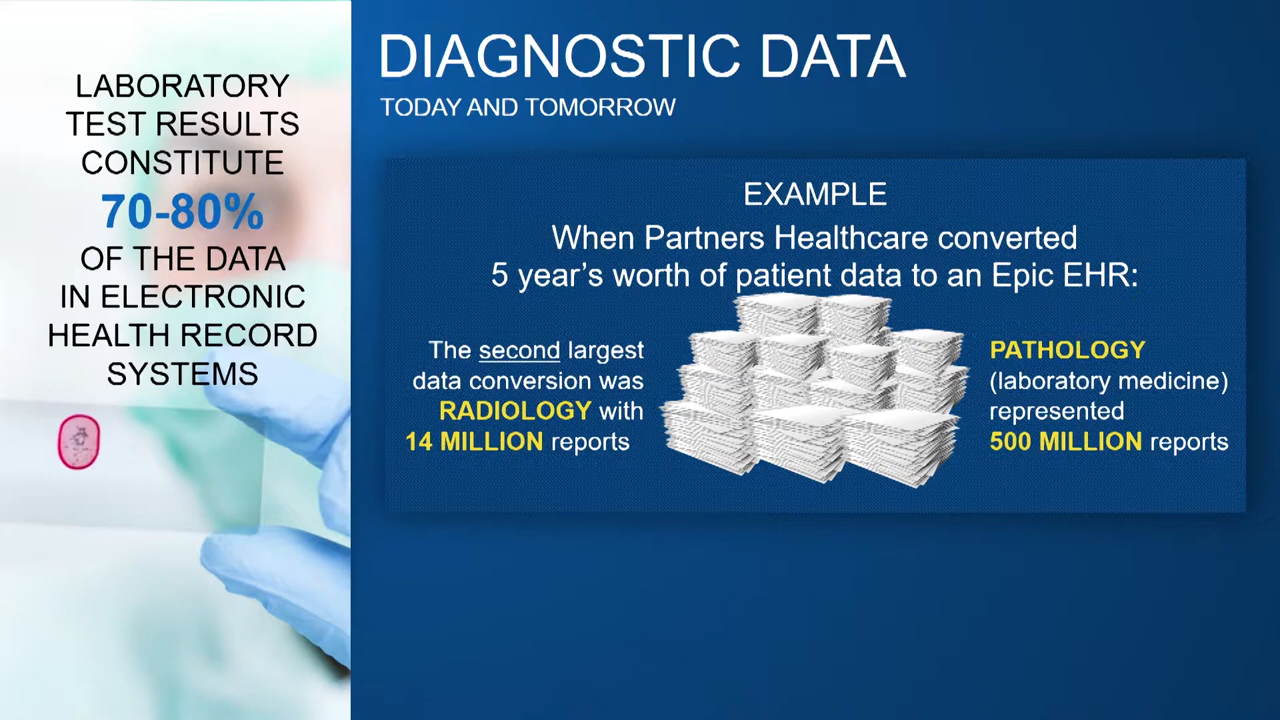 LABORATORY
TEST RESULTS
CONSTITUTE
70-80%
OF THE DATA
IN ELECTRONIC
HEALTH RECORD
SYSTEMS
DIAGNOSTIC DATA
TODAY AND TOMORROW
EXAMPLE
When Partners Healthcare converted
5 year's worth of patient data to an Epic EHR:
The second largest
data conversion was
RADIOLOGY with
14 MILLION reports
PATHOLOGY
(laboratory medicine)
represented
500 MILLION reports